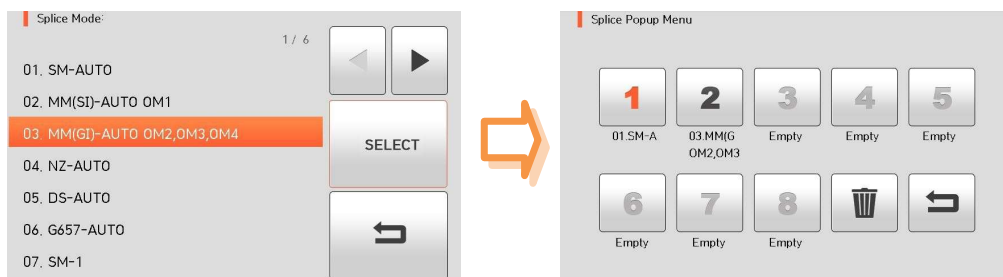 Splice Mode:
1 / 6
01. SM-AUTO
02. MM(SI)-AUTO OM1
03. MM(GI)-AUTO OM2,OM3,OM4
04. NZ-AUTO
05. DS-AUTO
06. G657-AUTO
07. SM-1
SELECT
Splice Popup Menu
1 2 3 4 5
01.SM-A 03.MM(G Empty Empty Empty
OM2,OM3
6 7 8
Empty Empty Empty